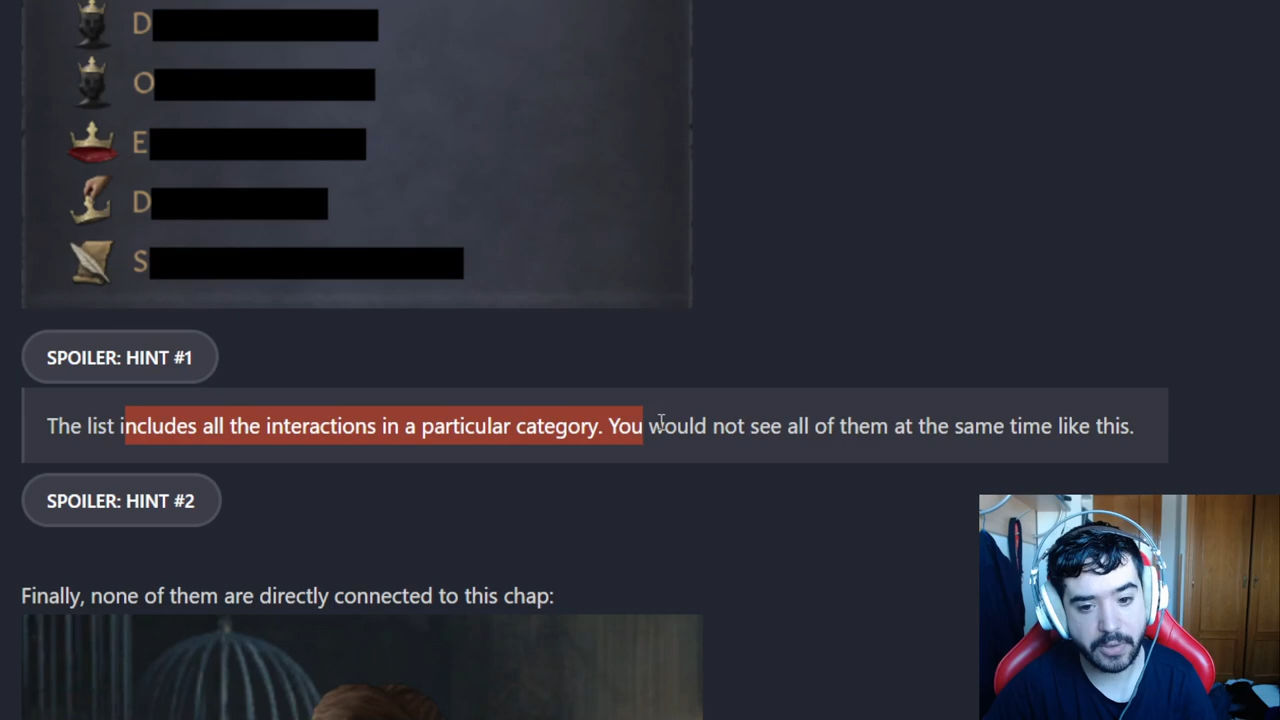 D
O
E
D
S
SPOILER: HINT #1
The list includes all the interactions in a particular category. You would not see all of them at the same time like this.
SPOILER: HINT #2
Finally, none of them are directly connected to this chap: